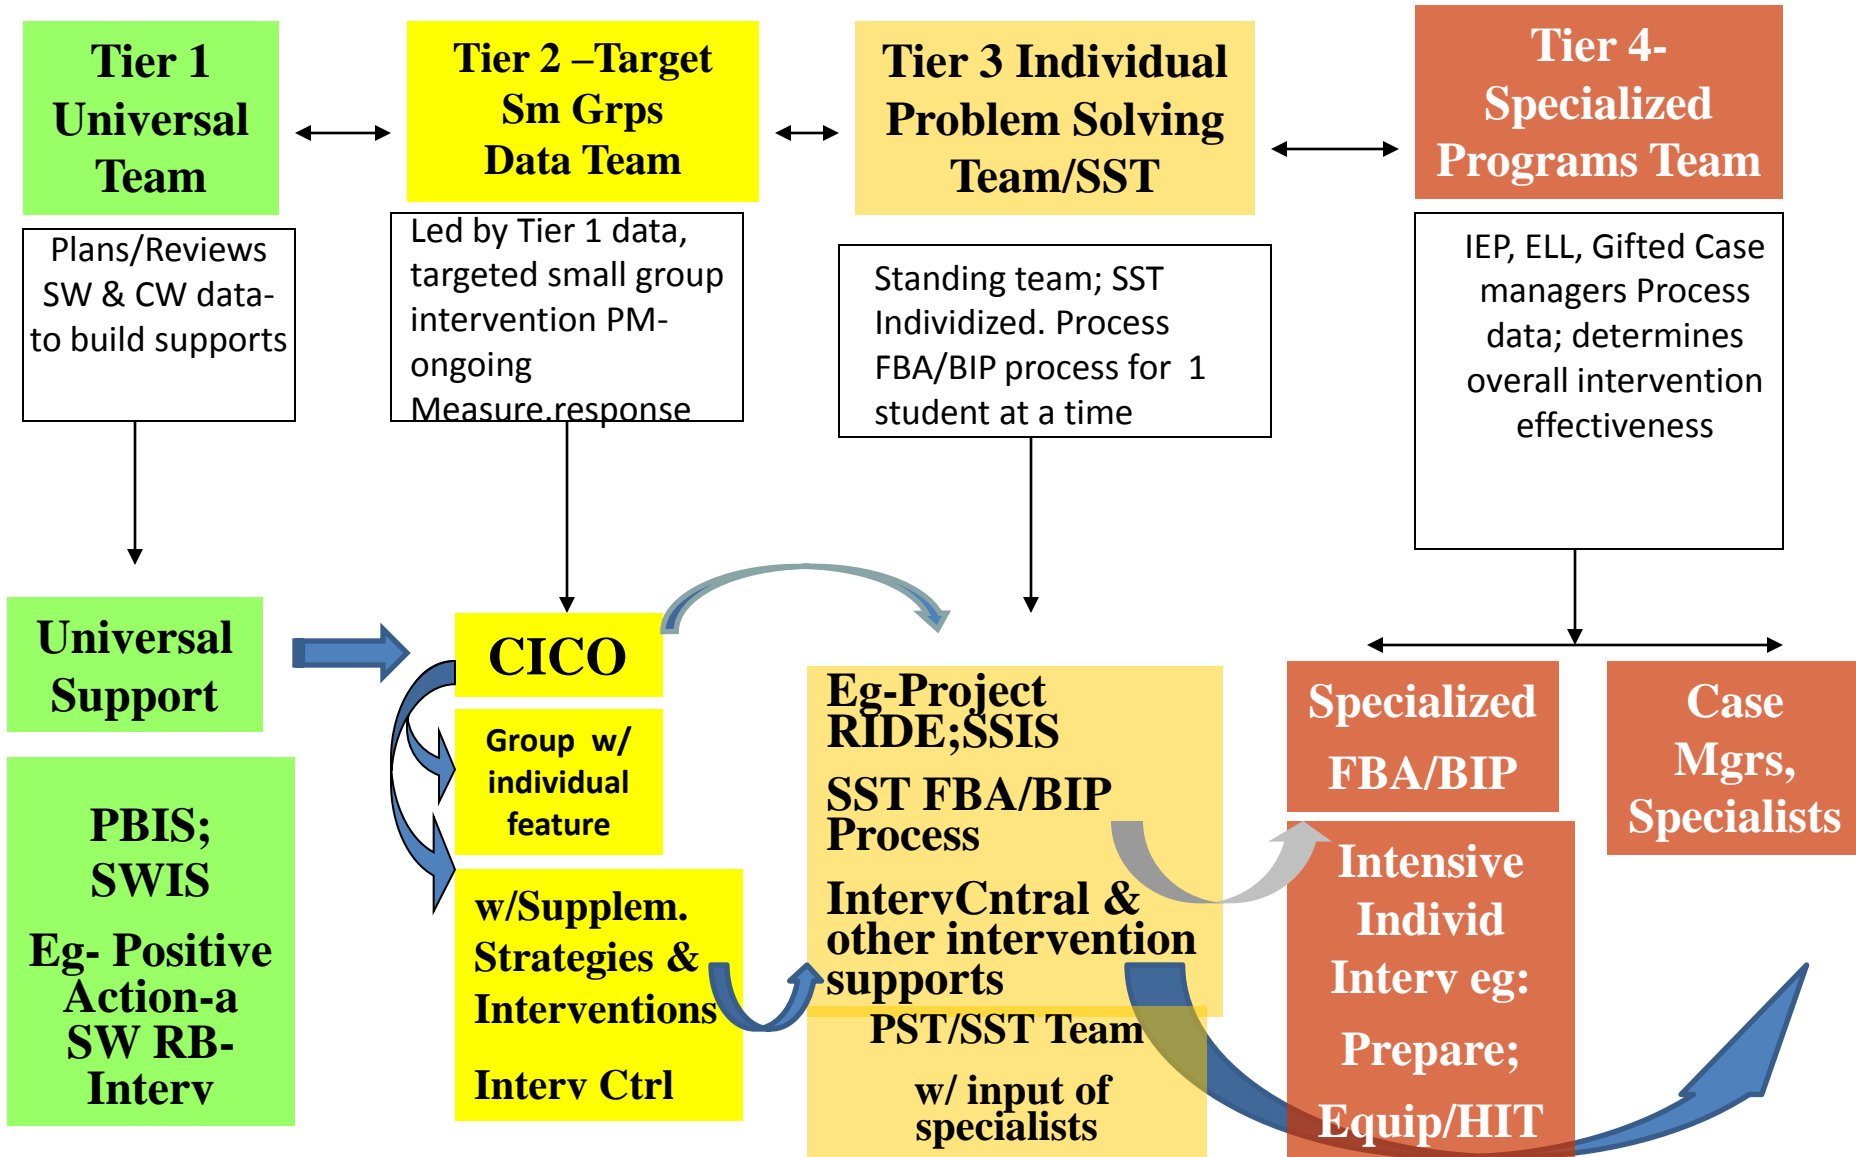 Tier 1
Universal
Team
Tier 2 –Target
Sm Grps
Data Team
Tier 3 Individual
Problem Solving
Team/SST
Tier 4-
Specialized
Programs Team
Plans/Reviews
SW & CW data-
to build supports
Led by Tier 1 data,
targeted small group
intervention PM-
ongoing
Measure.response
Standing team; SST
Individized. Process
FBA/BIP process for 1
student at a time
IEP, ELL, Gifted Case
managers Process
data; determines
overall intervention
effectiveness
Universal
Support
PBIS;
SWIS
Eg- Positive
Action-a
SW RB-
Interv
CICO
Group w/
individual
feature
w/Supplem.
Strategies &
Interventions
Interv Ctrl
Eg-Project
RIDE;SSIS
SST FBA/BIP
Process
IntervCntral &
other intervention
supports
PST/SST Team
w/ input of
specialists
Specialized
FBA/BIP
Intensive
Individ
Interv eg:
Prepare;
Equip/HIT
Case
Mgrs,
Specialists